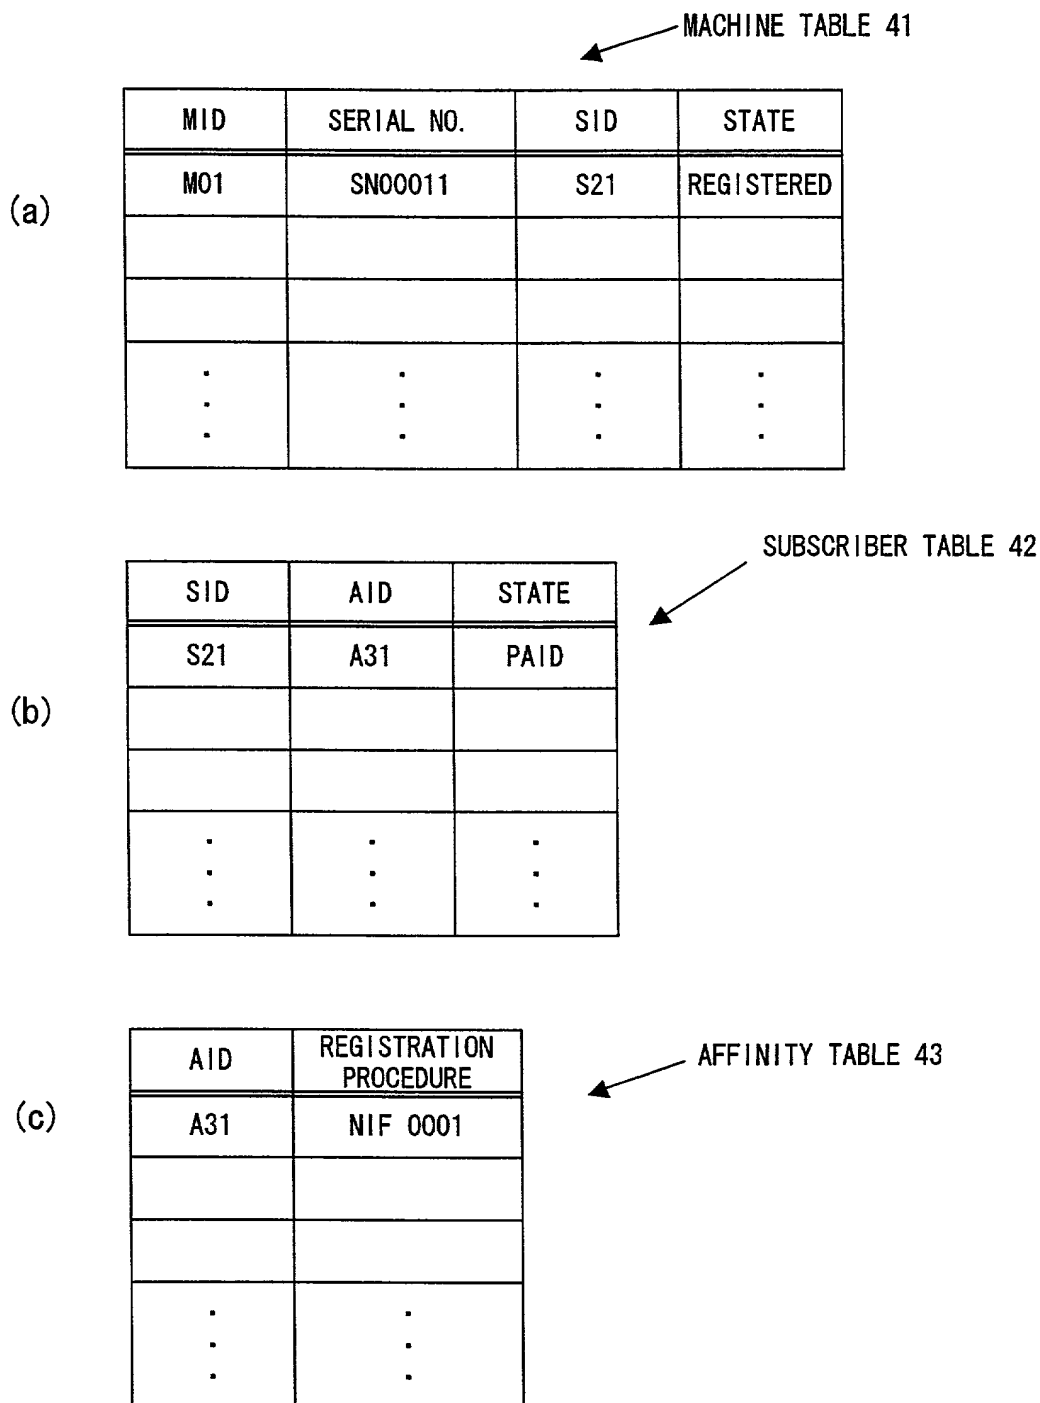 MACHINE TABLE 41
(a)
MID SERIAL NO. SID STATE
M01 SN00011 S21 REGISTERED
SUBSCRIBER TABLE 42
(b)
SID AID STATE
S21 A31 PAID
AFFINITY TABLE 43
(c)
AID REGISTRATION
PROCEDURE
A31 NIF 0001